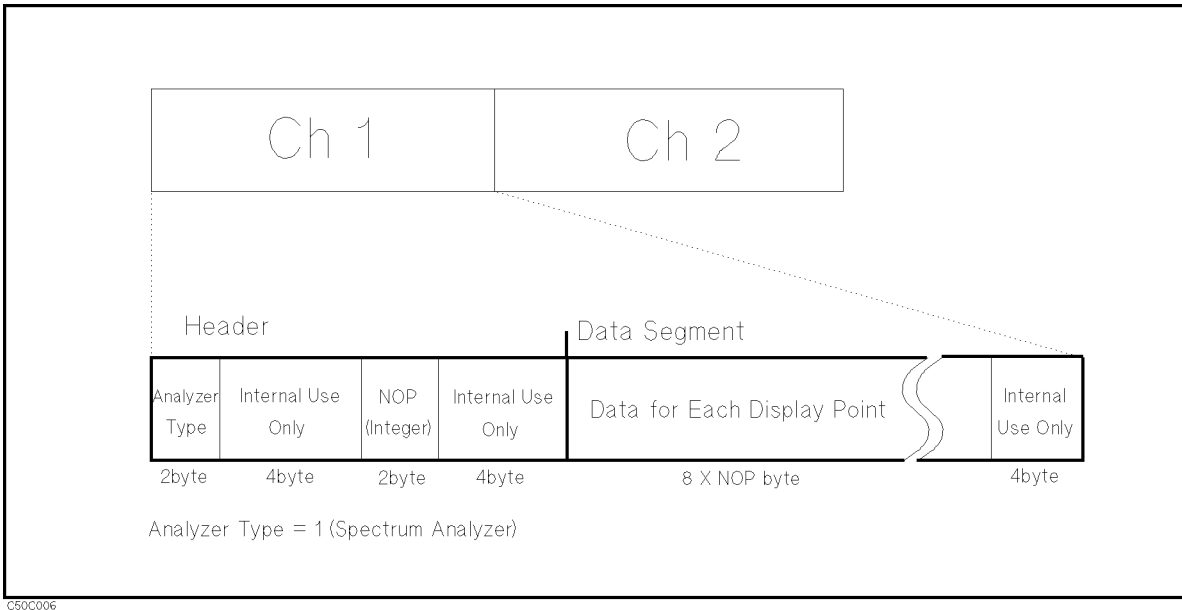 Ch 1
Ch 2
Header
Data Segment
Analyzer
Type
Internal Use
Only
NOP
(Integer)
Internal Use
Only
Data for Each Display Point
Internal
Use Only
2byte
4byte
2byte
4byte
8 X NOP byte
4byte
Analyzer Type = 1 (Spectrum Analyzer)
C50C006